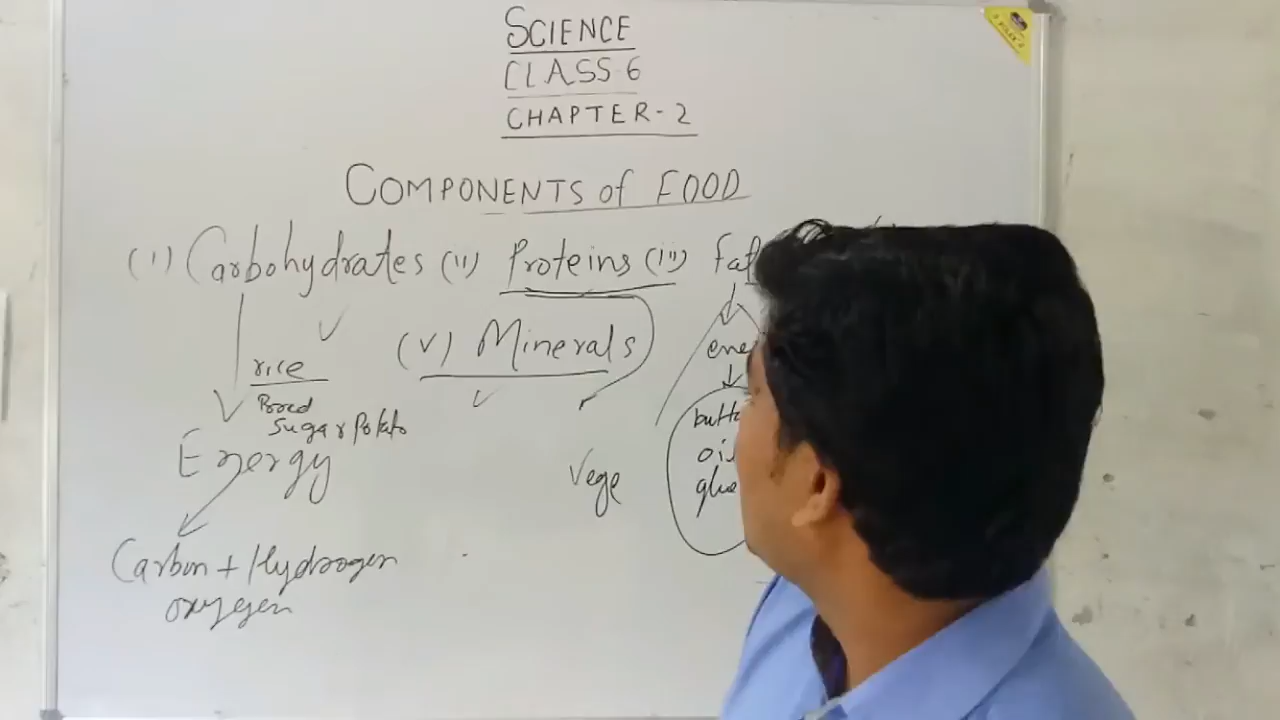 SCIENCE
CLASS-6
CHAPTER-2
COMPONENTS of FOOD
(i) Carbohydrates (ii) Proteins (iii)
(v) Minerals
rice
Sugar Potato
Energy
Vege
Carbon + Hydrogen
oxygen